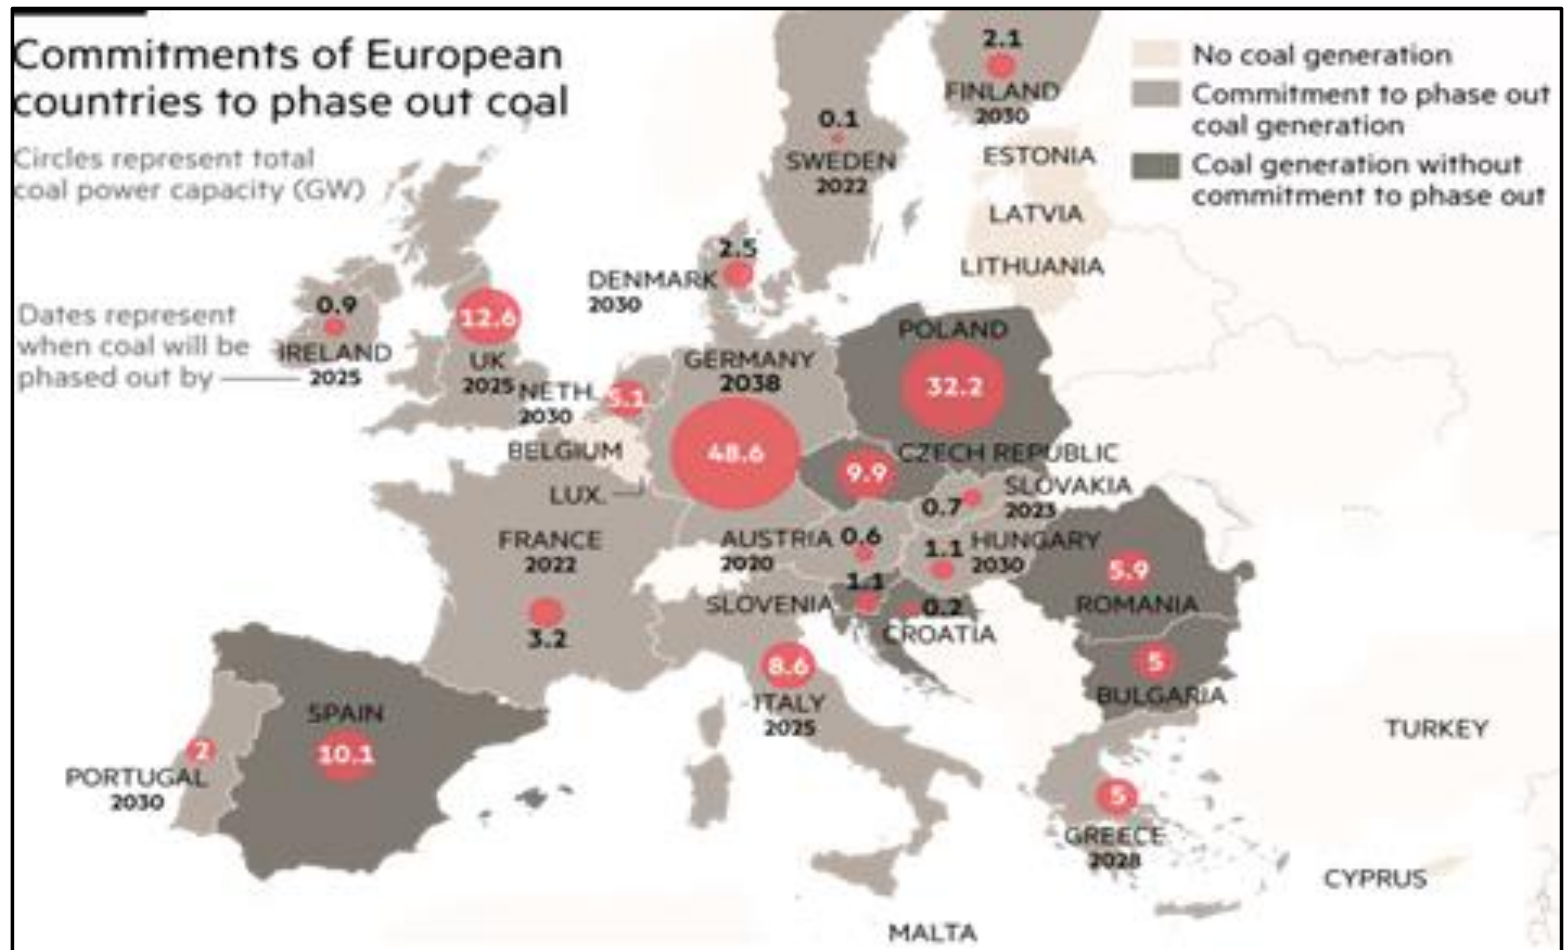 Commitments of European
countries to phase out coal
Circles represent total
coal power capacity (GW)
Dates represent
when coal will be
phased out by
No coal generation
Commitment to phase out
coal generation
Coal generation without
commitment to phase out
2.1
FINLAND
2030
0.1
SWEDEN
2022
ESTONIA
LATVIA
LITHUANIA
2.5
DENMARK
2030
0.9
IRELAND
2025
12.6
UK
2025
NETH.
2030
5.1
GERMANY
2038
48.6
POLAND
32.2
BELGIUM
LUX.
CZECH REPUBLIC
9.9
SLOVAKIA
2023
0.7
FRANCE
2022
3.2
AUSTRIA
2020
0.6
HUNGARY
2030
1.1
SLOVENIA
1.1
CROATIA
0.2
5.9
ROMANIA
5
BULGARIA
8.6
ITALY
2025
SPAIN
10.1
2
PORTUGAL
2030
5
GREECE
2028
TURKEY
CYPRUS
MALTA